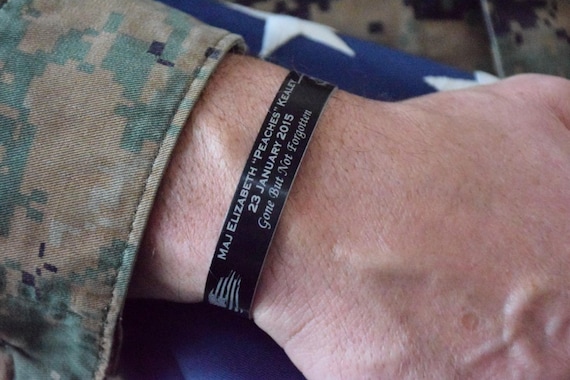 MAJ ELIZABETH "PEACHES" KEALEY
23 JANUARY 2015
Gone But Not Forgotten